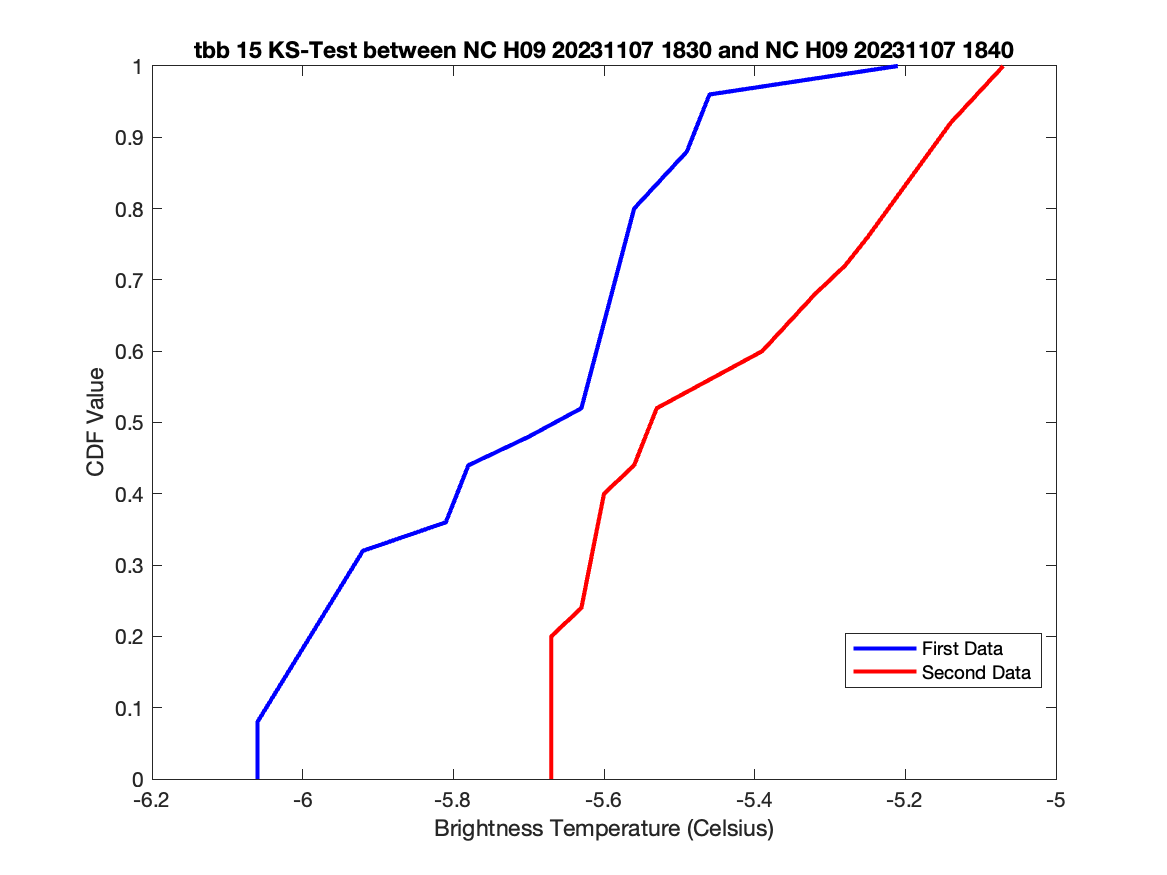 tbb 15 KS-Test between NC H09 20231107 1830 and NC H09 20231107 1840
1
0.9
0.8
0.7
0.6
0.5
0.4
0.3
0.2
0.1
0
CDF Value
First Data
Second Data
-6.2 -6 -5.8 -5.6 -5.4 -5.2 -5
Brightness Temperature (Celsius)